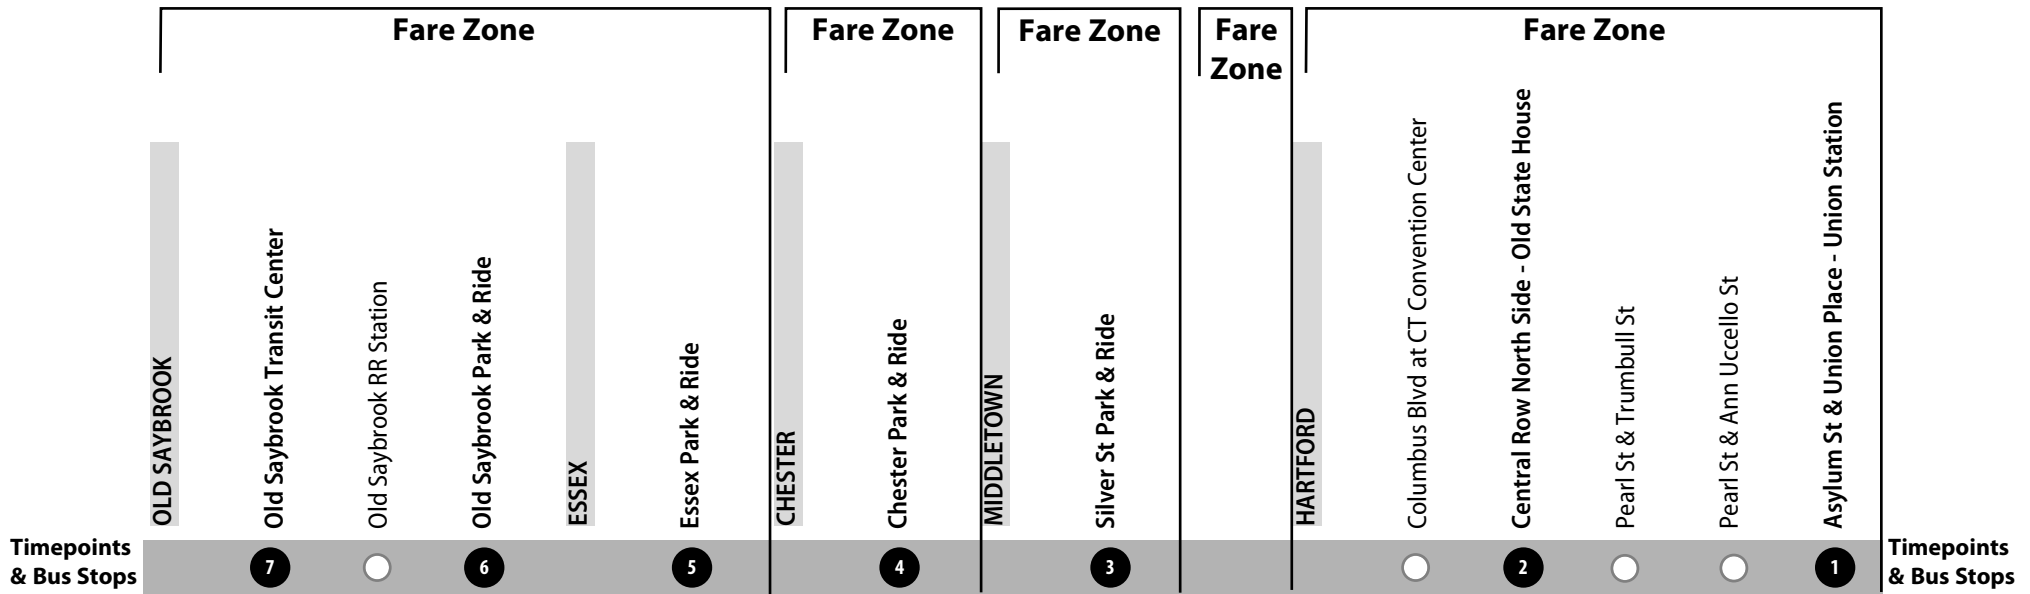 Fare Zone
Fare Zone
Fare Zone
Fare
Zone
Fare Zone
OLD SAYBROOK
Old Saybrook Transit Center
Old Saybrook RR Station
Old Saybrook Park & Ride
ESSEX
Essex Park & Ride
CHESTER
Chester Park & Ride
MIDDLETOWN
Silver St Park & Ride
HARTFORD
Columbus Blvd at CT Convention Center
Central Row North Side - Old State House
Pearl St & Trumbull St
Pearl St & Ann Uccello St
Asylum St & Union Place - Union Station
Timepoints
& Bus Stops
7
6
5
4
3
2
1
Timepoints
& Bus Stops